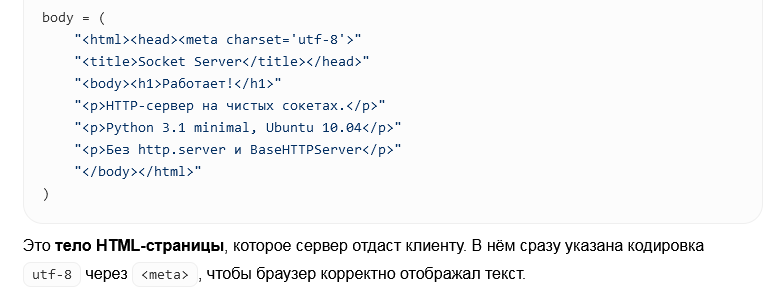 body = (
    "<html><head><meta charset='utf-8'>"
    "<title>Socket Server</title></head>"
    "<body><h1>Работает!</h1>"
    "<p>HTTP-сервер на чистых сокетах.</p>"
    "<p>Python 3.1 minimal, Ubuntu 10.04</p>"
    "<p>Без http.server и BaseHTTPServer</p>"
    "</body></html>"
)
Это тело HTML-страницы, которое сервер отдаст клиенту. В нём сразу указана кодировка
utf-8 через <meta>, чтобы браузер корректно отображал текст.